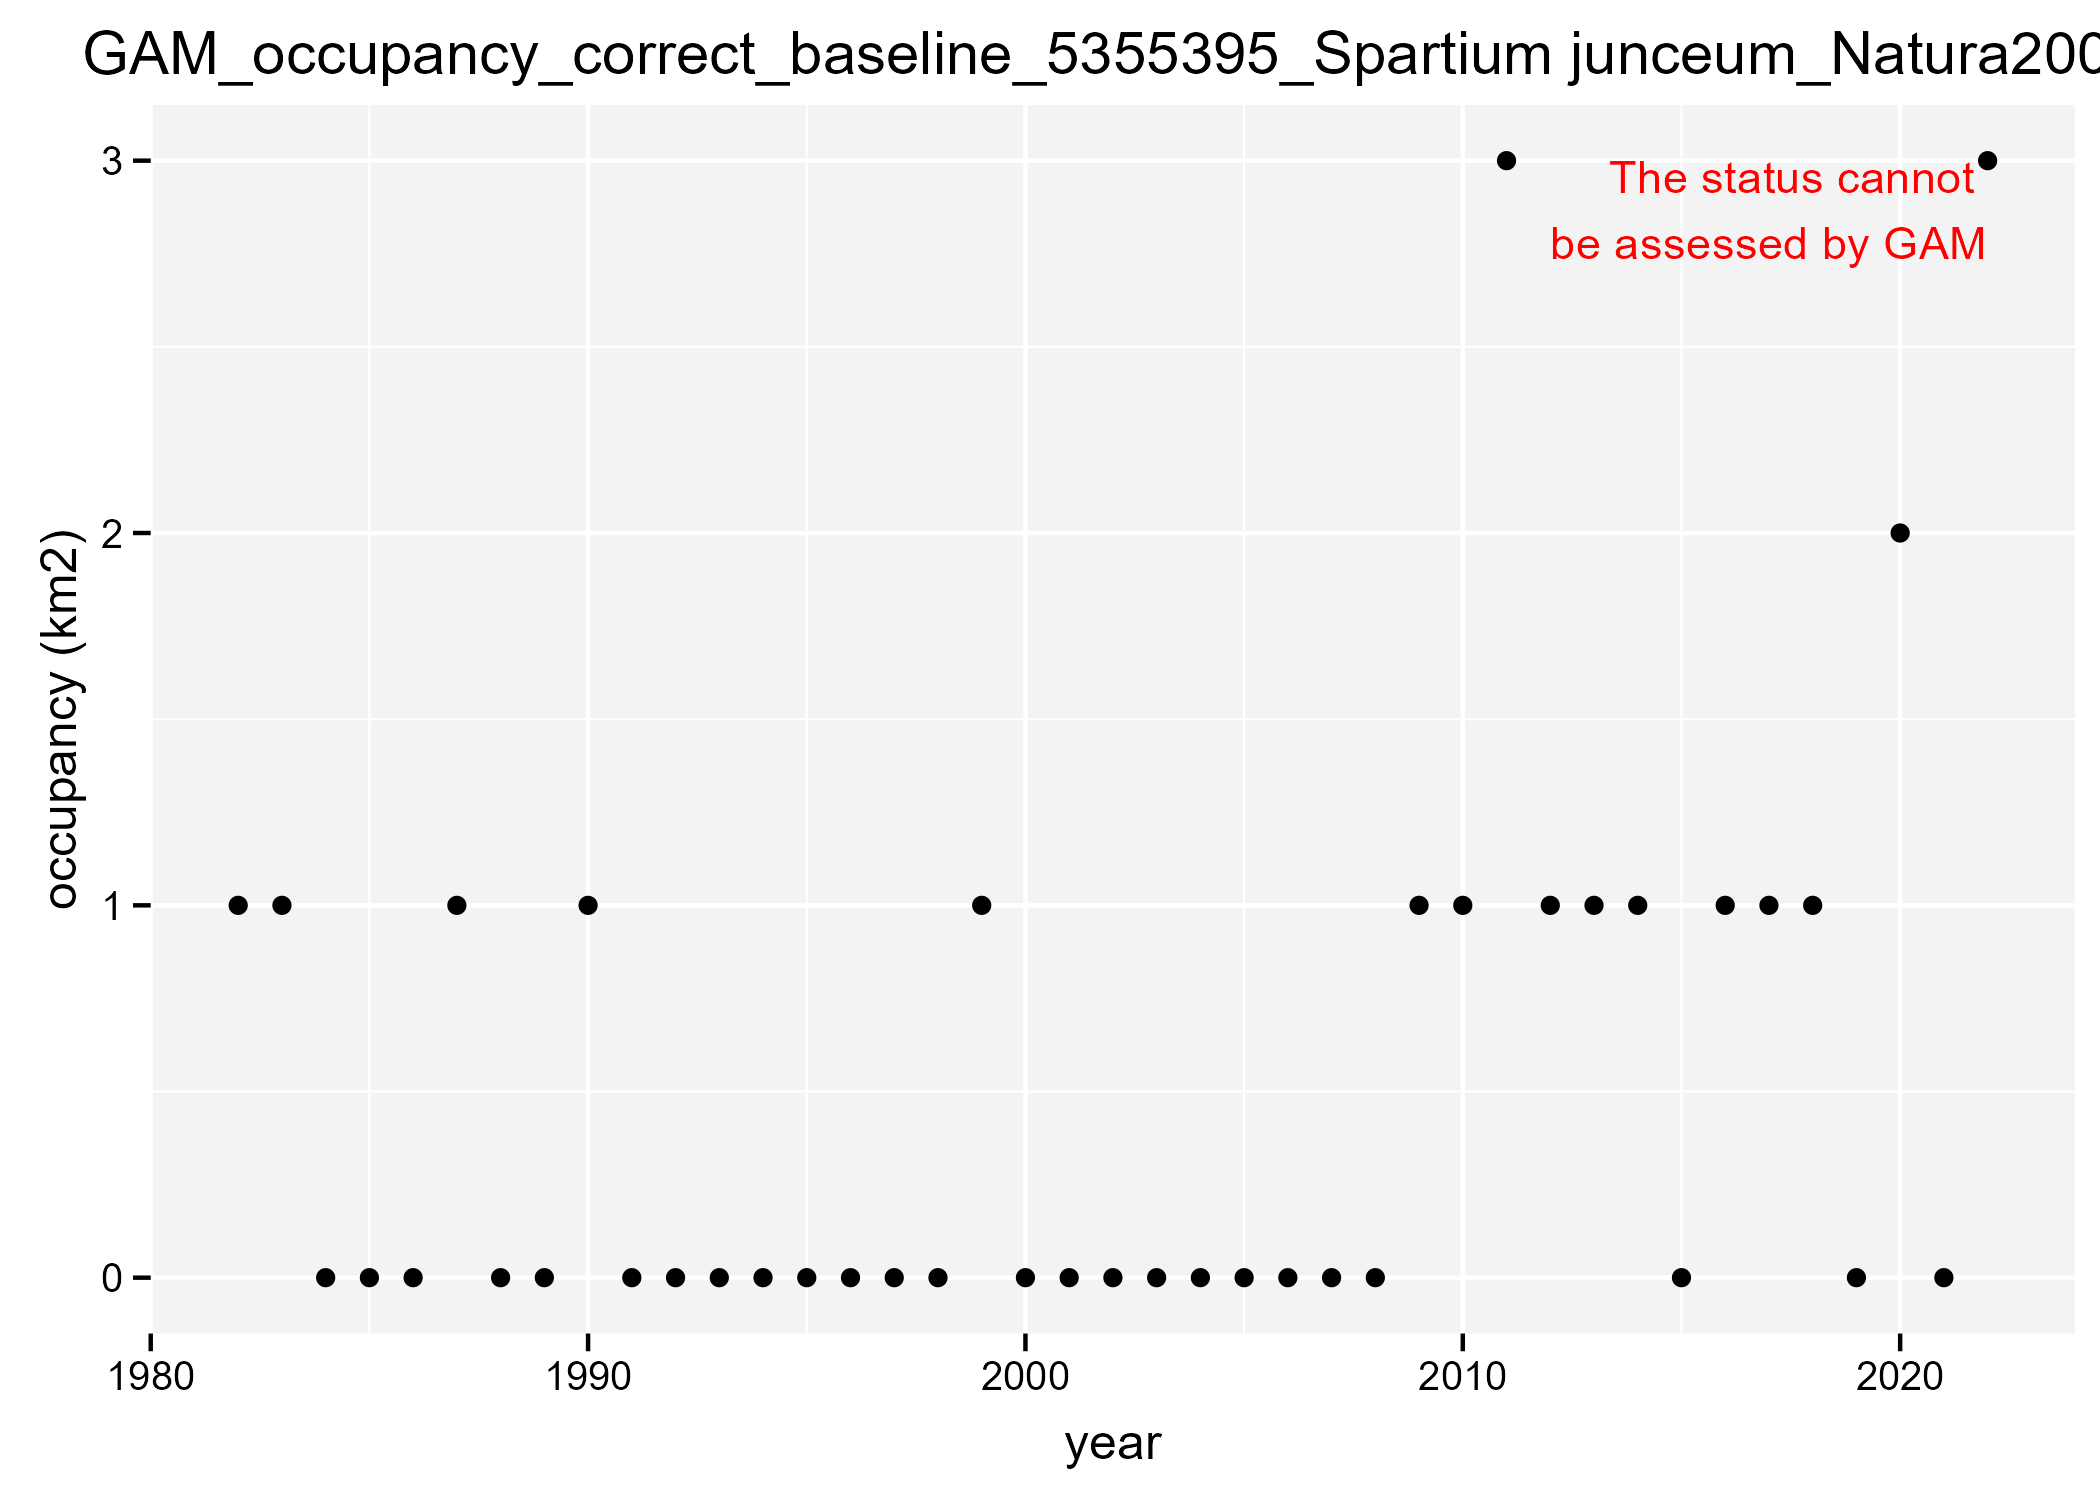 GAM_occupancy_correct_baseline_5355395_Spartium junceum_Natura200
3
The status cannot
be assessed by GAM
2
occupancy (km2)
1
0
1980 1990 2000 2010 2020
year